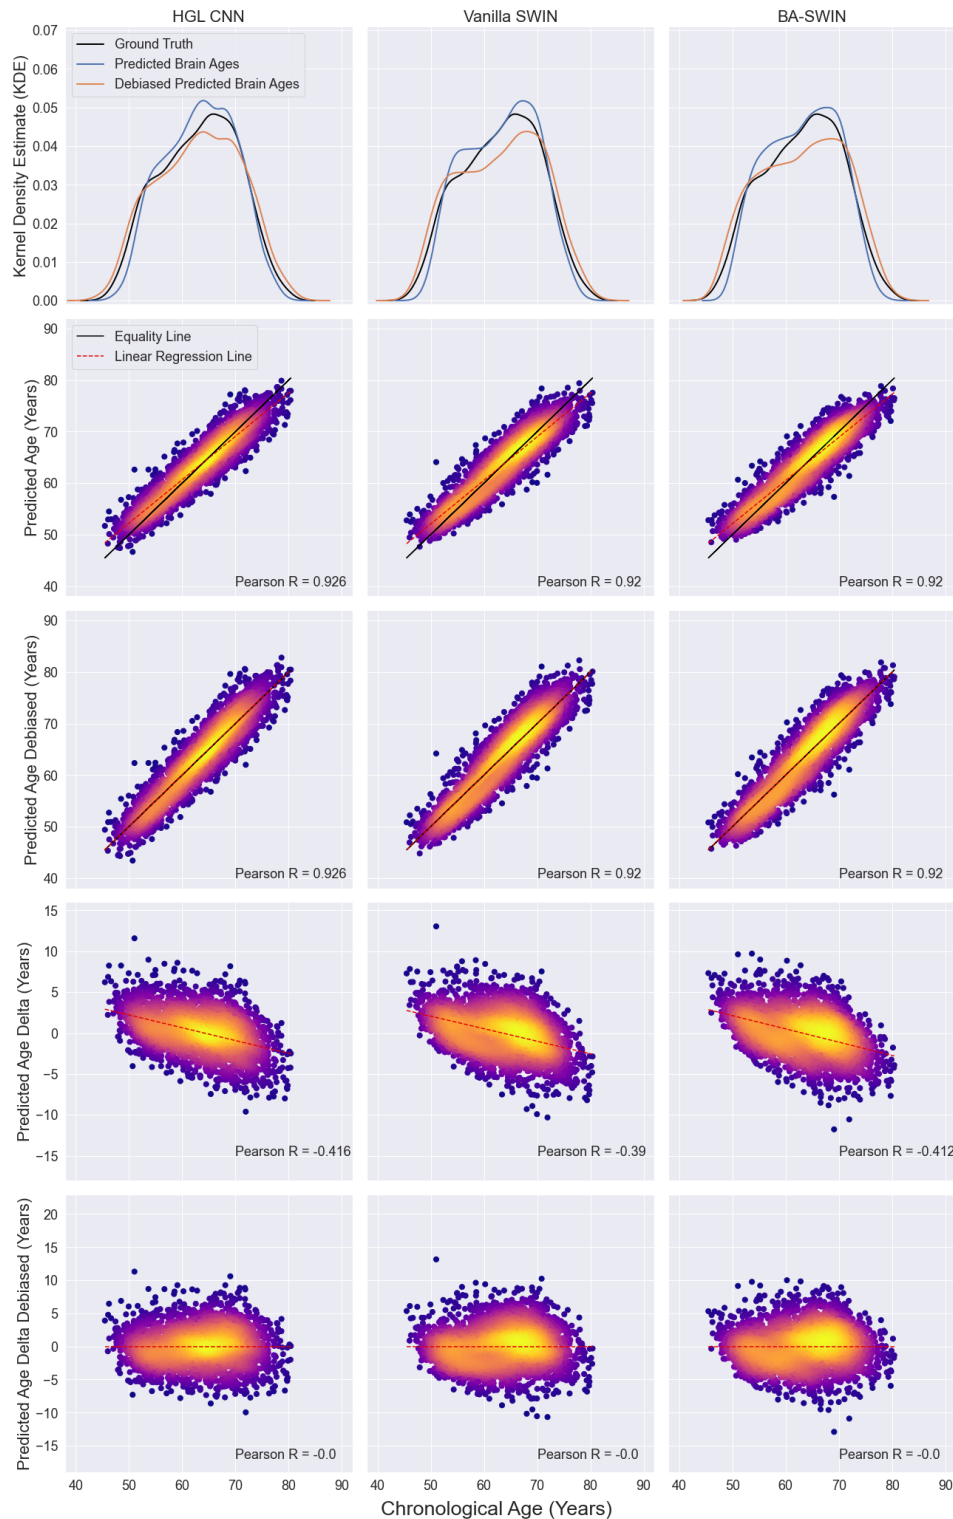 HGL CNN
Vanilla SWIN
BA-SWIN
Kernel Density Estimate (KDE)
0.07
0.06
0.05
0.04
0.03
0.02
0.01
0.00
Ground Truth
Predicted Brain Ages
Debiased Predicted Brain Ages
Predicted Age (Years)
90
80
70
60
50
40
Equality Line
Linear Regression Line
Pearson R = 0.926
Pearson R = 0.92
Pearson R = 0.92
Predicted Age Debiased (Years)
90
80
70
60
50
40
Pearson R = 0.926
Pearson R = 0.92
Pearson R = 0.92
Predicted Age Delta (Years)
15
10
5
0
−5
−10
−15
Pearson R = -0.416
Pearson R = -0.39
Pearson R = -0.412
Predicted Age Delta Debiased (Years)
20
15
10
5
0
−5
−10
−15
Pearson R = -0.0
Pearson R = -0.0
Pearson R = -0.0
40 50 60 70 80 90
40 50 60 70 80 90
40 50 60 70 80 90
Chronological Age (Years)